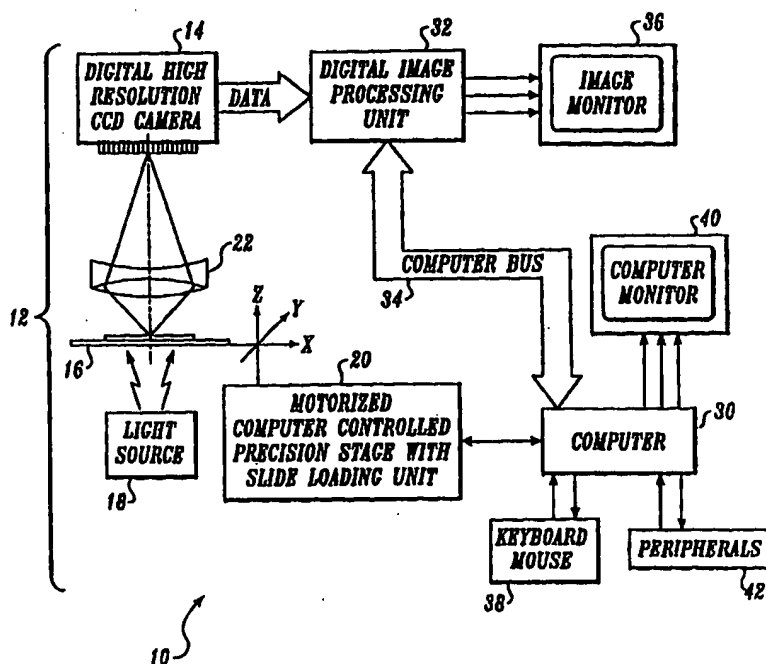 14
DIGITAL HIGH
RESOLUTION
CCD CAMERA
DATA
32
DIGITAL IMAGE
PROCESSING
UNIT
36
IMAGE
MONITOR
22
12
Z
Y
X
16
LIGHT
SOURCE
18
20
MOTORIZED
COMPUTER CONTROLLED
PRECISION STAGE WITH
SLIDE LOADING UNIT
COMPUTER BUS
34
40
COMPUTER
MONITOR
30
COMPUTER
KEYBOARD
MOUSE
38
PERIPHERALS
42
10